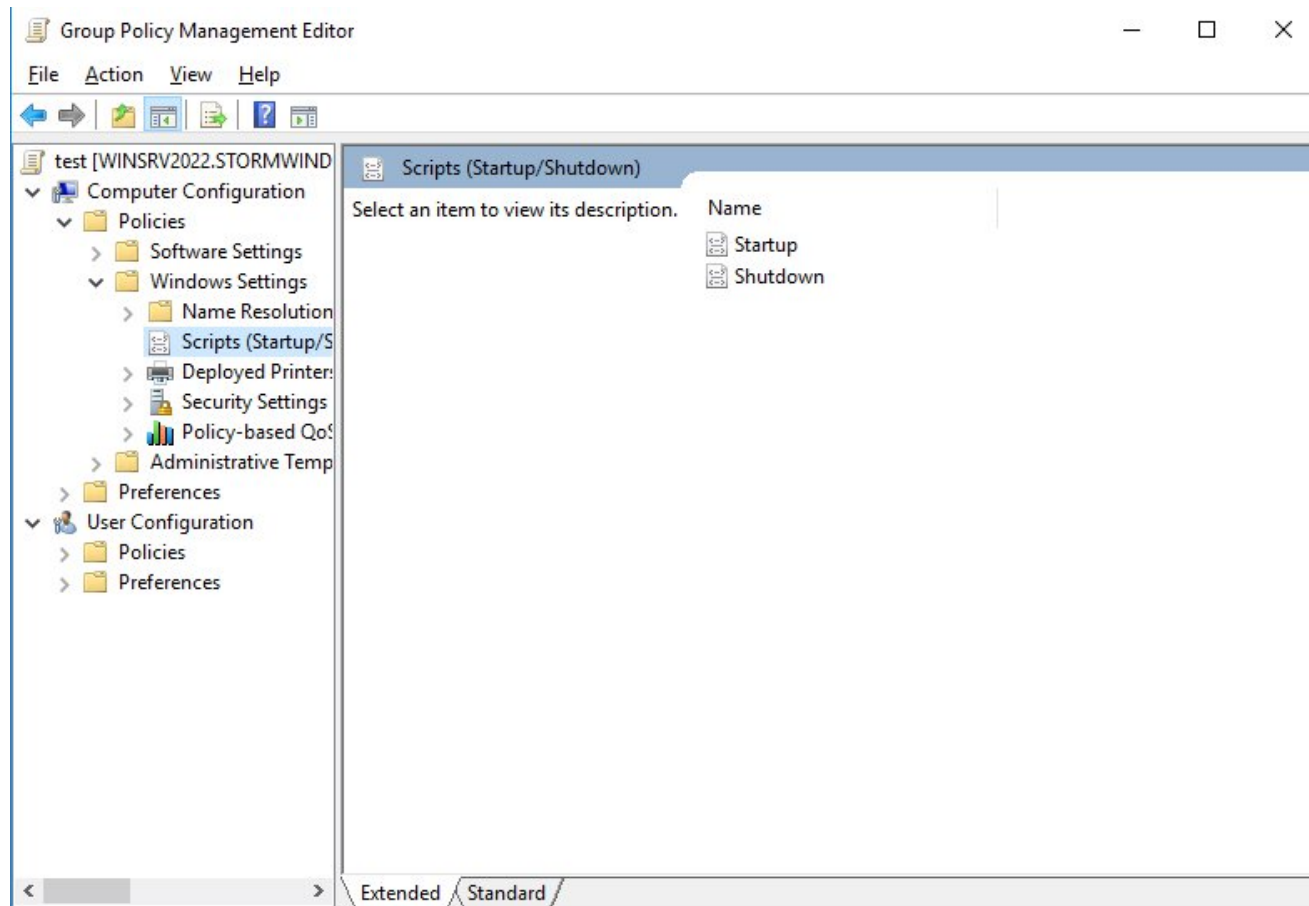 Group Policy Management Editor
File Action View Help
test [WINSRV2022.STORMWIND
Computer Configuration
Policies
Software Settings
Windows Settings
Name Resolution
Scripts (Startup/S
Deployed Printers
Security Settings
Policy-based QoS
Administrative Temp
Preferences
User Configuration
Policies
Preferences
Scripts (Startup/Shutdown)
Select an item to view its description.
Name
Startup
Shutdown
Extended Standard